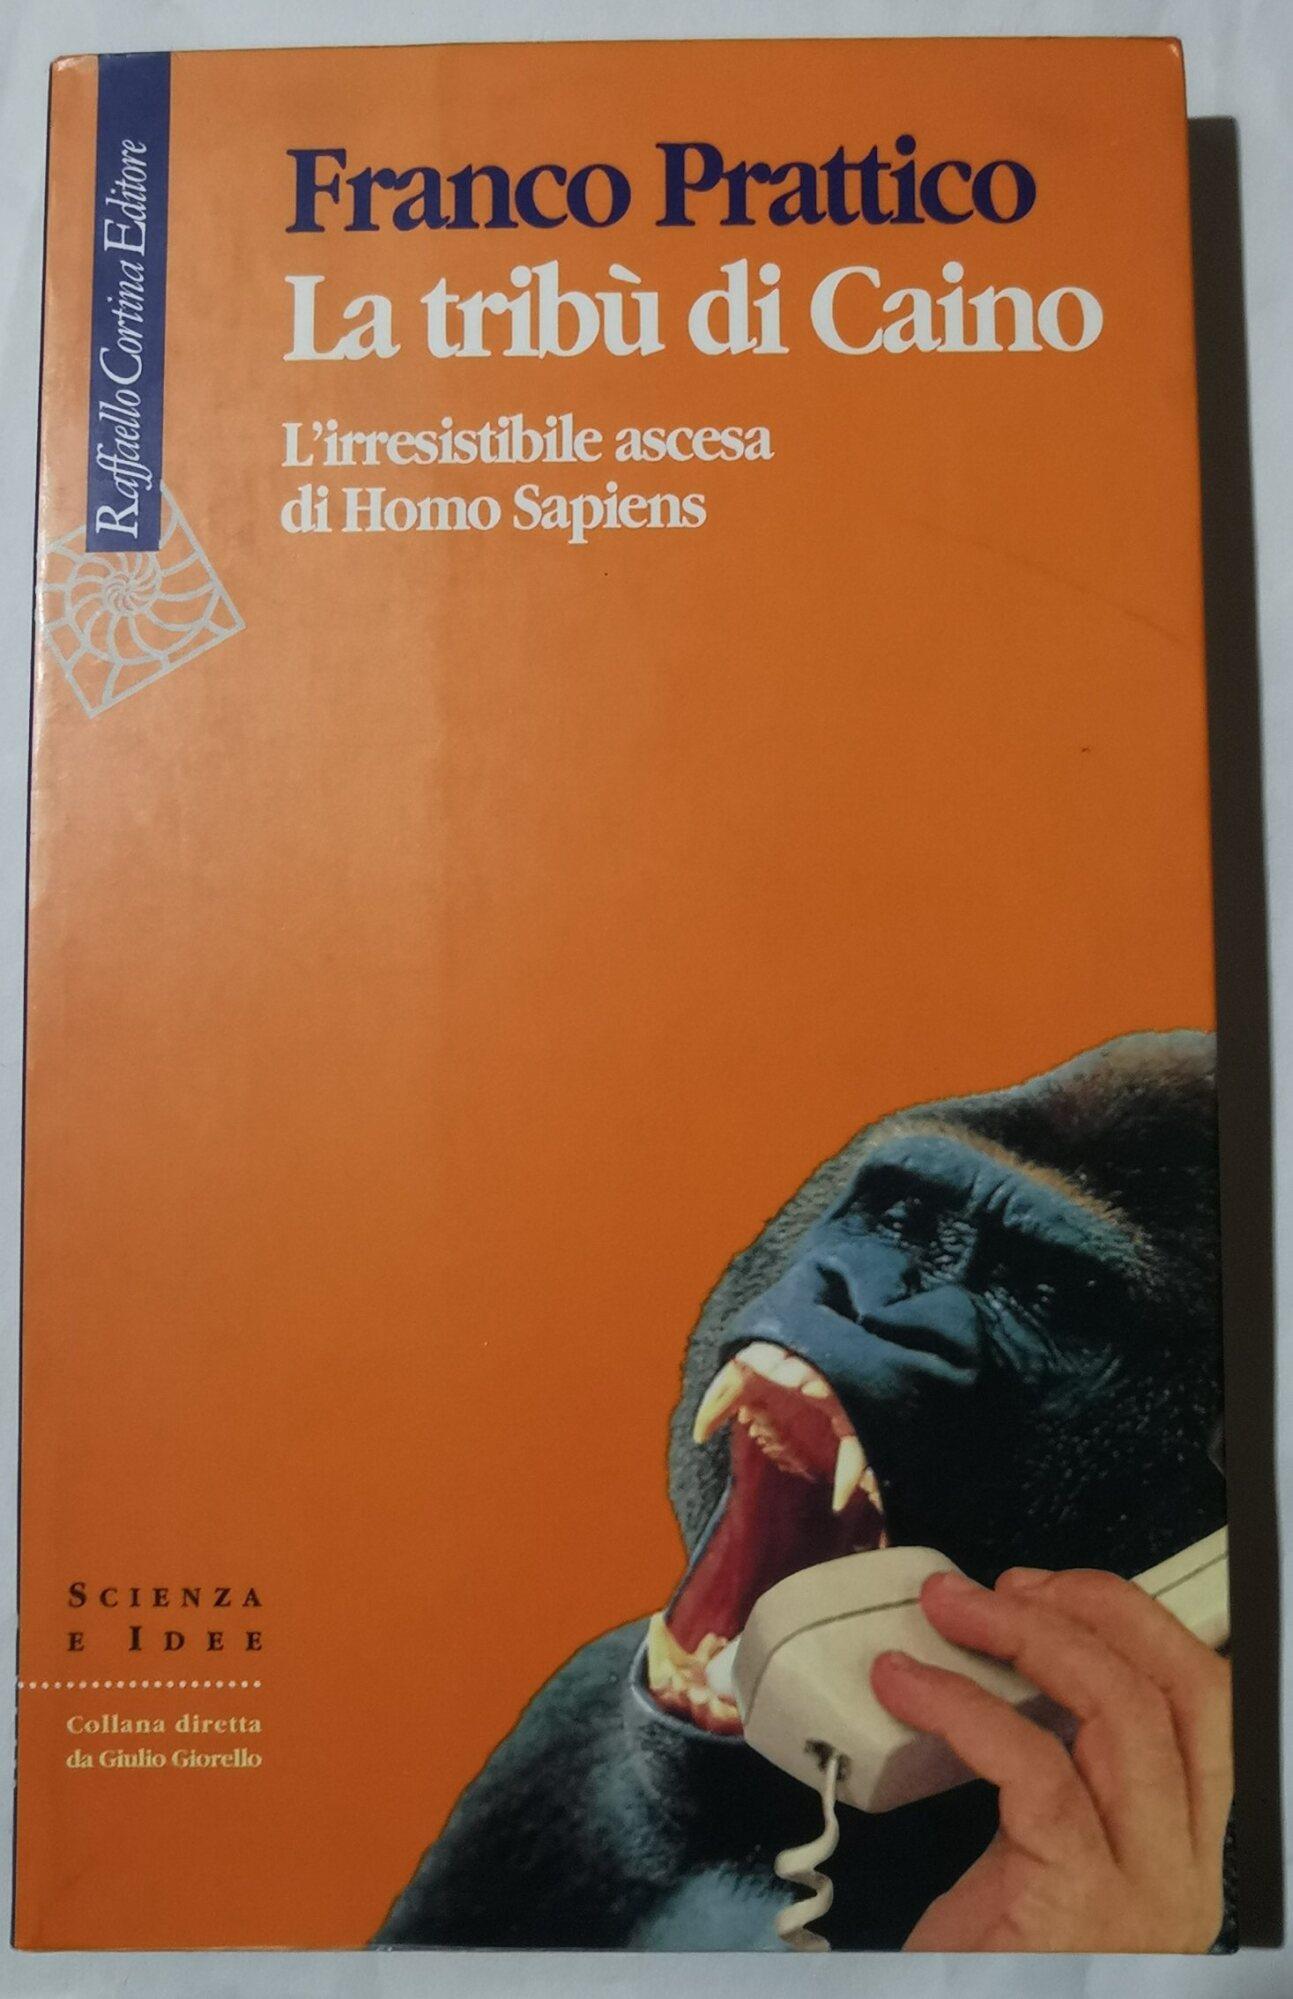 Raffaello Cortina Editore
Franco Prattico
La tribù di Caino
L'irresistibile ascesa
di Homo Sapiens
SCIENZA
E IDEE
Collana diretta
da Giulio Giorello